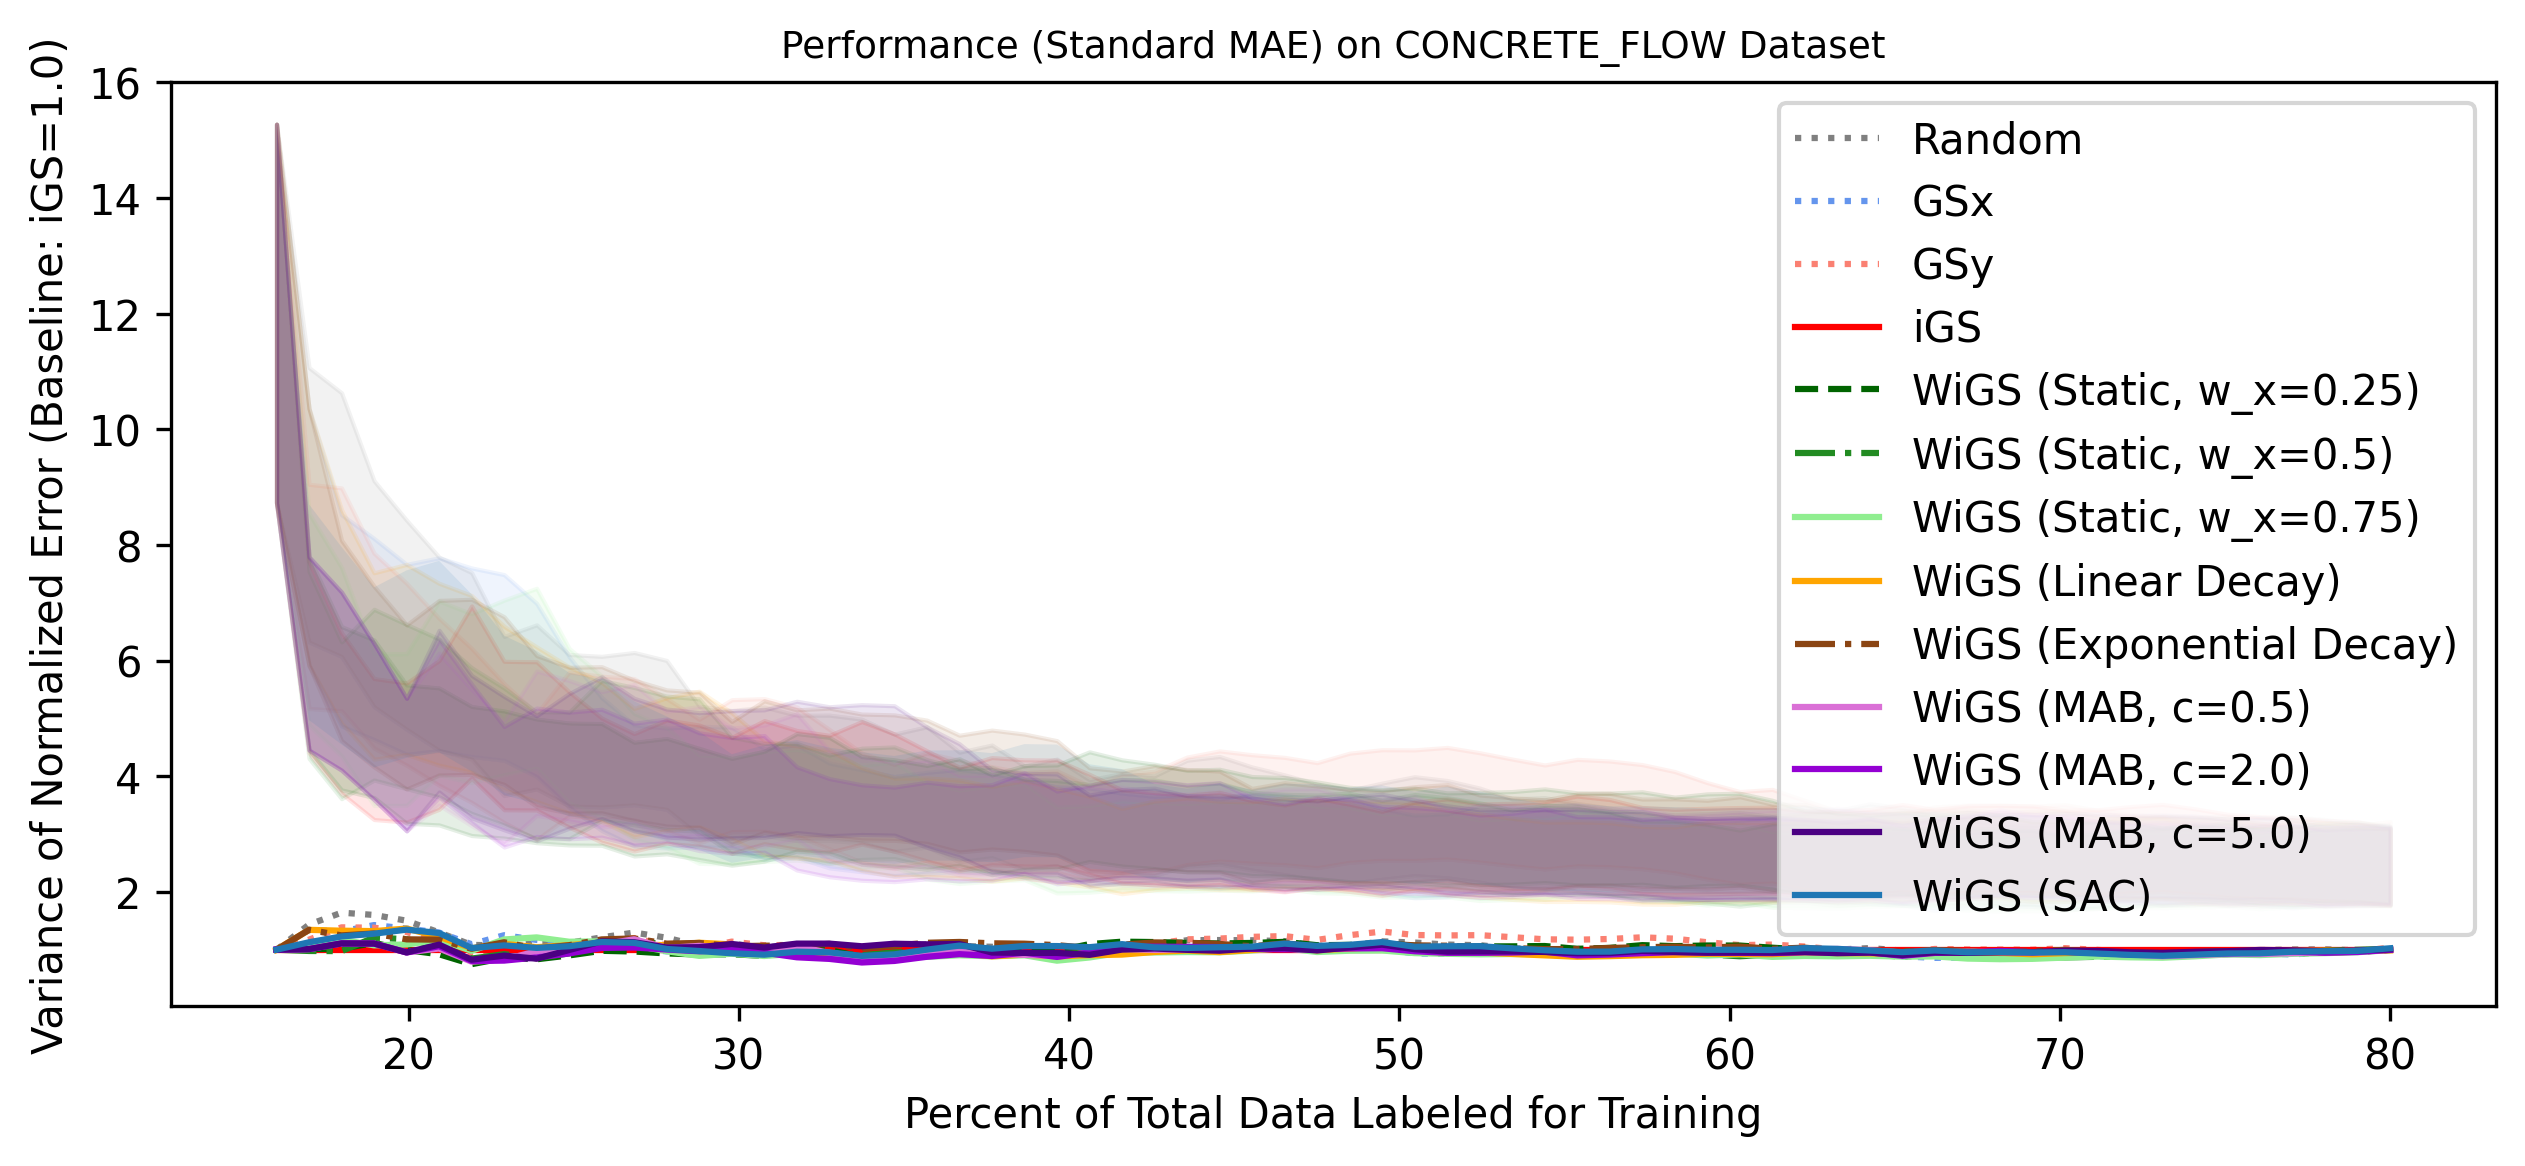 Performance (Standard MAE) on CONCRETE_FLOW Dataset
Variance of Normalized Error (Baseline: iGS=1.0)
16
14
12
10
8
6
4
2
20 30 40 50 60 70 80
Percent of Total Data Labeled for Training
Random
GSx
GSy
iGS
WiGS (Static, w_x=0.25)
WiGS (Static, w_x=0.5)
WiGS (Static, w_x=0.75)
WiGS (Linear Decay)
WiGS (Exponential Decay)
WiGS (MAB, c=0.5)
WiGS (MAB, c=2.0)
WiGS (MAB, c=5.0)
WiGS (SAC)